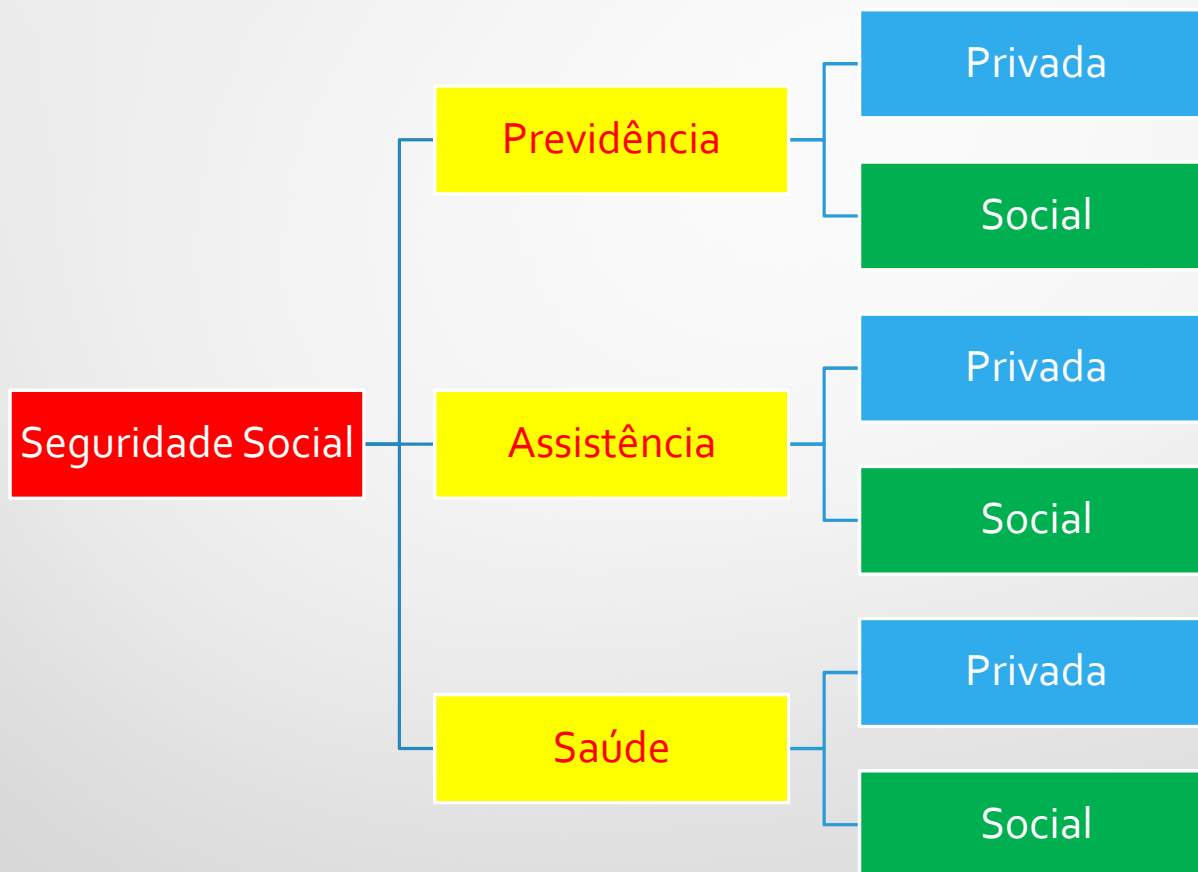 Seguridade Social
Previdência
Privada
Social
Assistência
Privada
Social
Saúde
Privada
Social